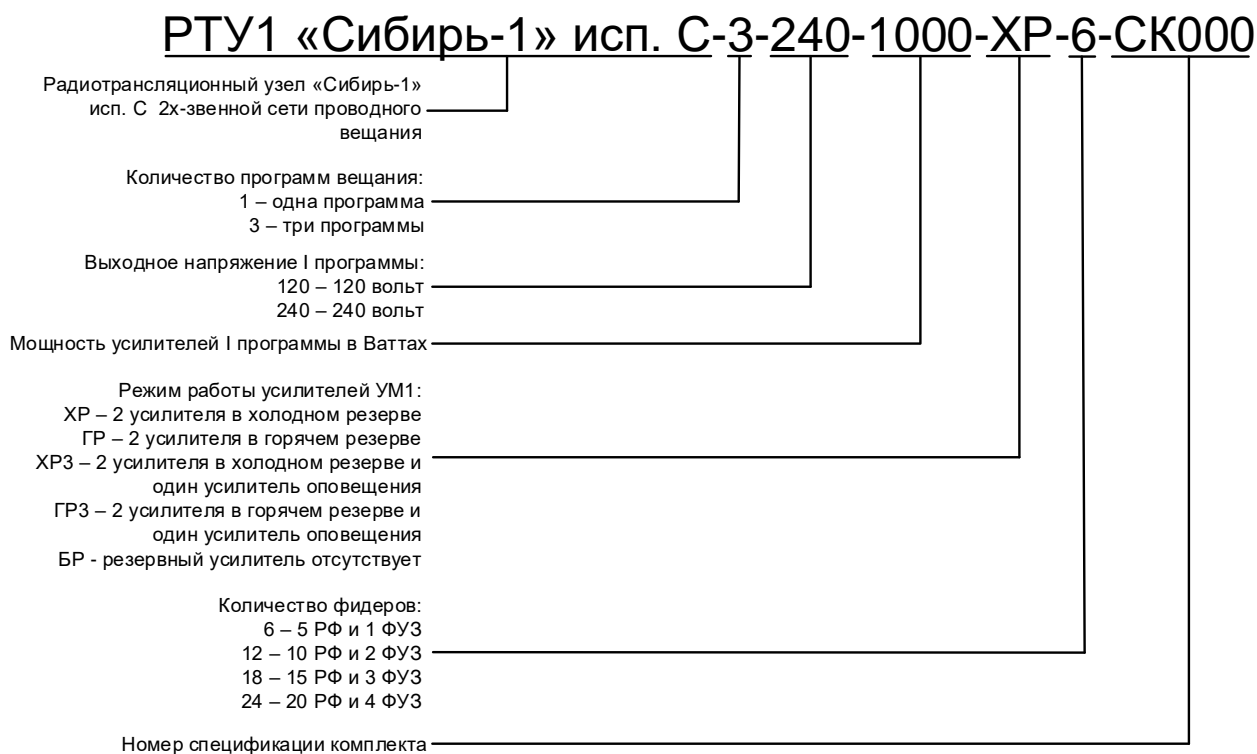 РТУ1 «Сибирь-1» исп. С-3-240-1000-ХР-6-СК000
Радиотрансляционный узел «Сибирь-1»
исп. С 2х-звенной сети проводного
вещания
Количество программ вещания:
1 – одна программа
3 – три программы
Выходное напряжение I программы:
120 – 120 вольт
240 – 240 вольт
Мощность усилителей I программы в Ваттах
Режим работы усилителей УМ1:
ХР – 2 усилителя в холодном резерве
ГР – 2 усилителя в горячем резерве
ХР3 – 2 усилителя в холодном резерве и
один усилитель оповещения
ГР3 – 2 усилителя в горячем резерве и
один усилитель оповещения
БР - резервный усилитель отсутствует
Количество фидеров:
6 – 5 РФ и 1 ФУЗ
12 – 10 РФ и 2 ФУЗ
18 – 15 РФ и 3 ФУЗ
24 – 20 РФ и 4 ФУЗ
Номер спецификации комплекта